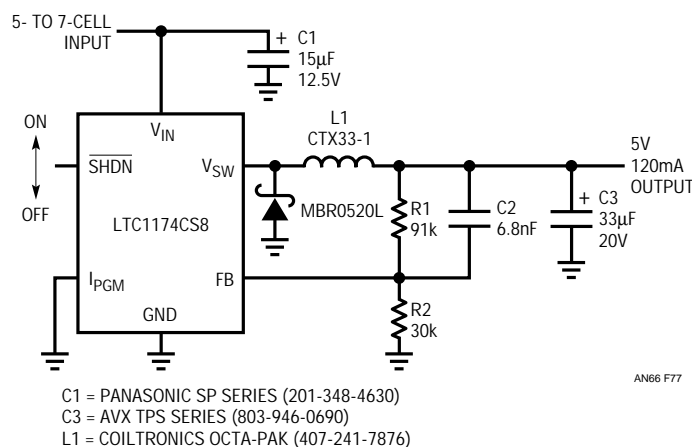 5- TO 7-CELL
INPUT
+ C1
15µF
12.5V
ON
OFF
V_IN
SHDN
V_SW
LTC1174CS8
I_PGM
FB
GND
L1
CTX33-1
MBR0520L
R1
91k
C2
6.8nF
+ C3
33µF
20V
5V
120mA
OUTPUT
R2
30k
AN66 F77
C1 = PANASONIC SP SERIES (201-348-4630)
C3 = AVX TPS SERIES (803-946-0690)
L1 = COILTRONICS OCTA-PAK (407-241-7876)